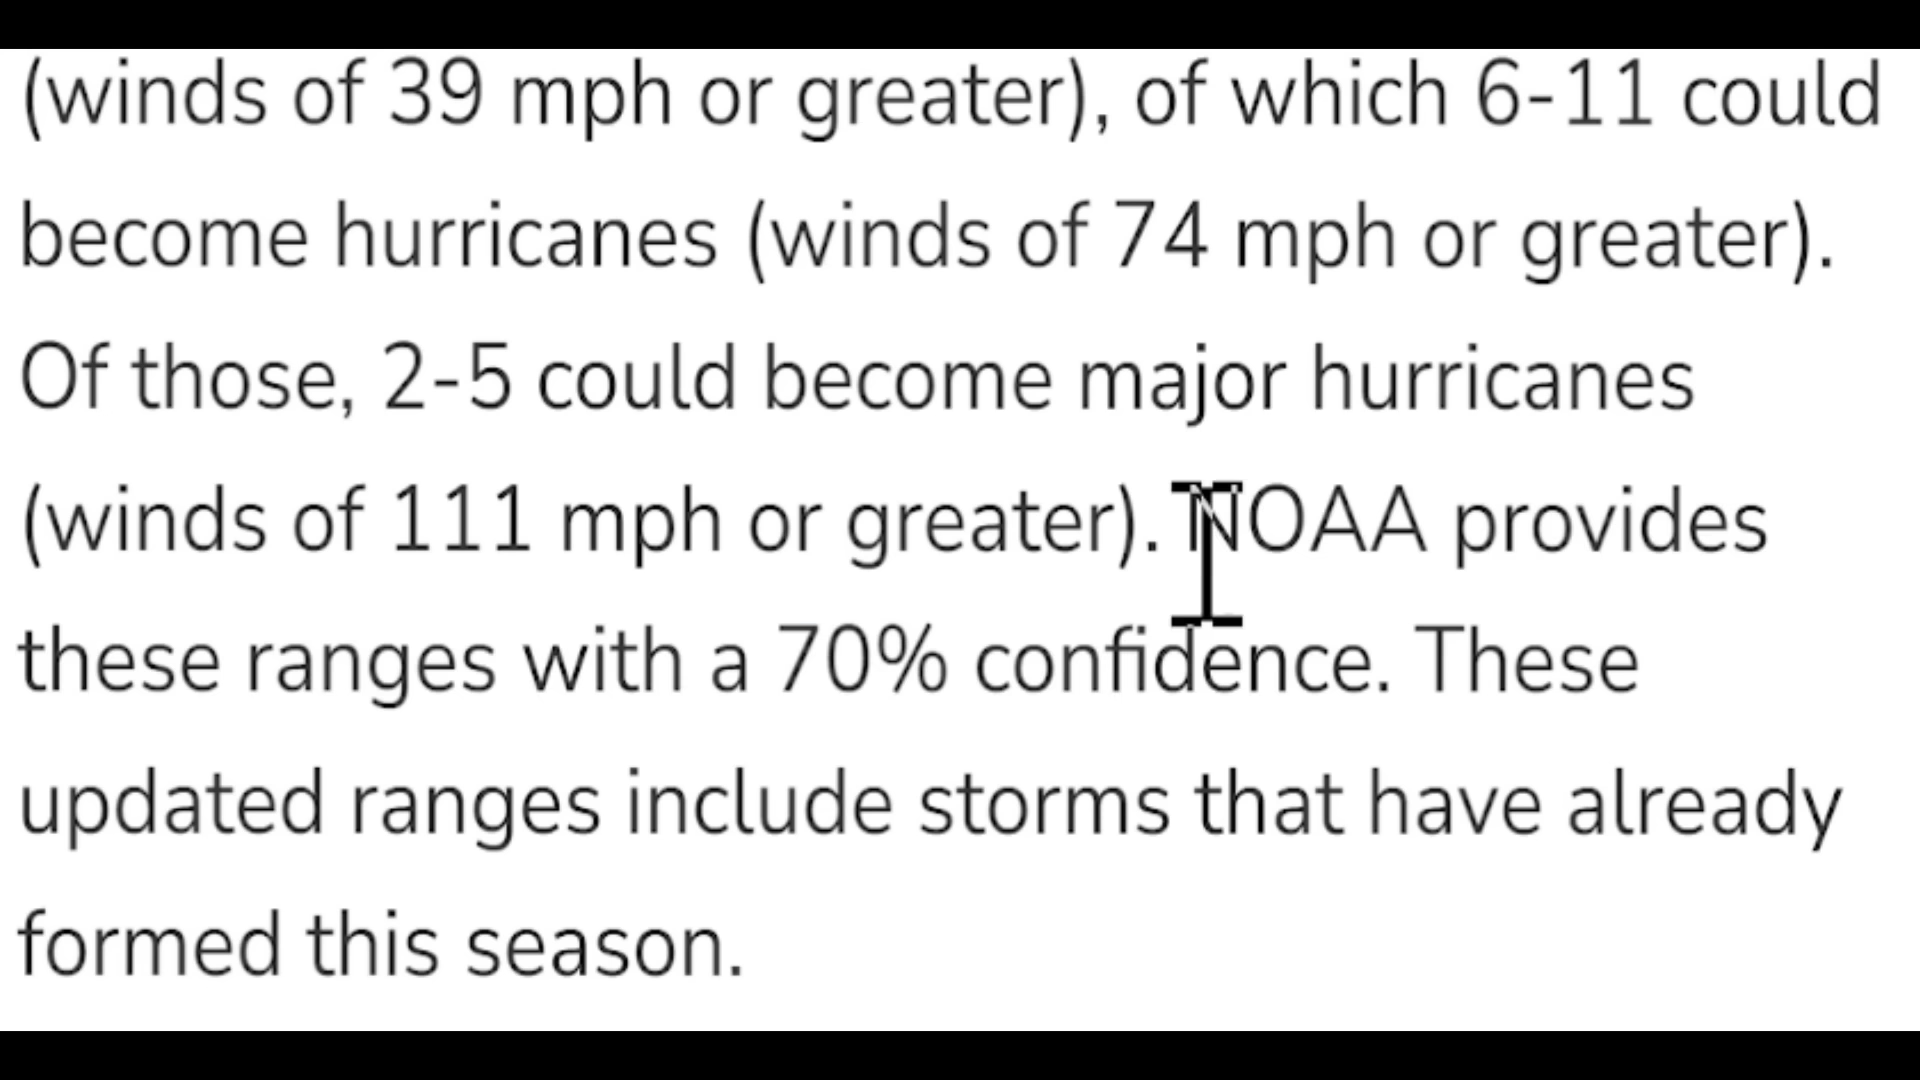 (winds of 39 mph or greater), of which 6-11 could
become hurricanes (winds of 74 mph or greater).
Of those, 2-5 could become major hurricanes
(winds of 111 mph or greater). NOAA provides
these ranges with a 70% confidence. These
updated ranges include storms that have already
formed this season.